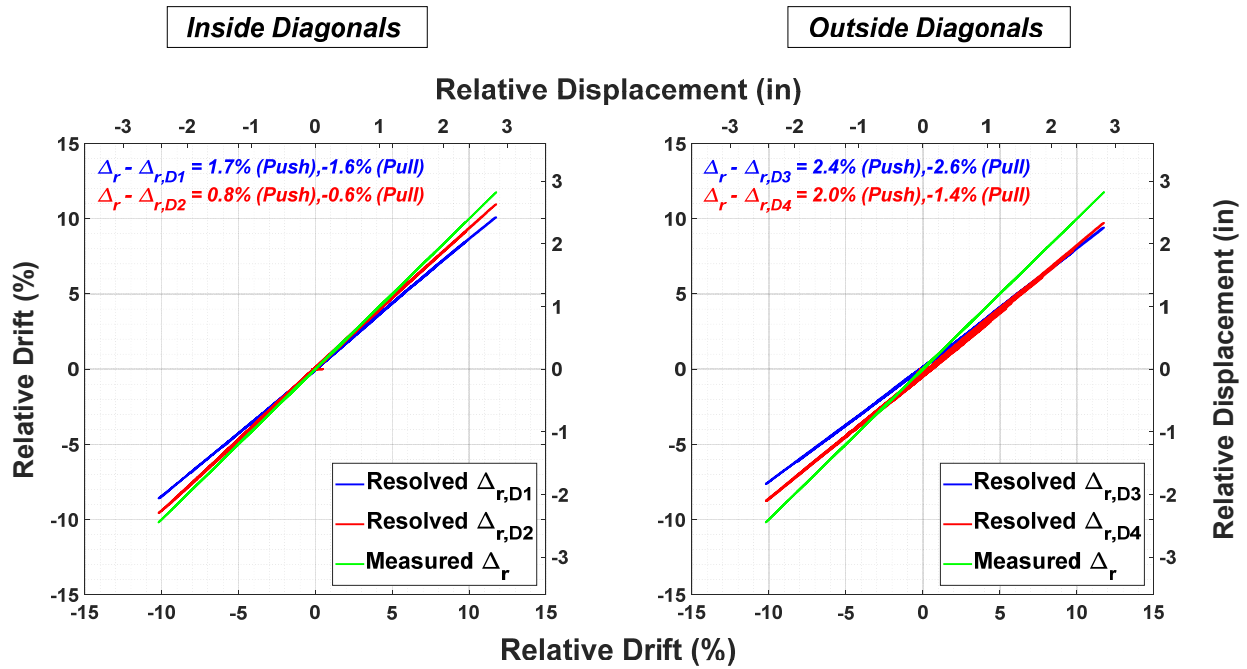 Inside Diagonals
Outside Diagonals
Relative Displacement (in)
-3 -2 -1 0 1 2 3
-3 -2 -1 0 1 2 3
Δr - Δr,D1 = 1.7% (Push),-1.6% (Pull)
Δr - Δr,D2 = 0.8% (Push),-0.6% (Pull)
Δr - Δr,D3 = 2.4% (Push),-2.6% (Pull)
Δr - Δr,D4 = 2.0% (Push),-1.4% (Pull)
Relative Drift (%)
15
10
5
0
-5
-10
-15
3
2
1
0
-1
-2
-3
15
10
5
0
-5
-10
-15
3
2
1
0
-1
-2
-3
Relative Displacement (in)
Resolved Δr,D1
Resolved Δr,D2
Measured Δr
Resolved Δr,D3
Resolved Δr,D4
Measured Δr
-15 -10 -5 0 5 10 15
-15 -10 -5 0 5 10 15
Relative Drift (%)